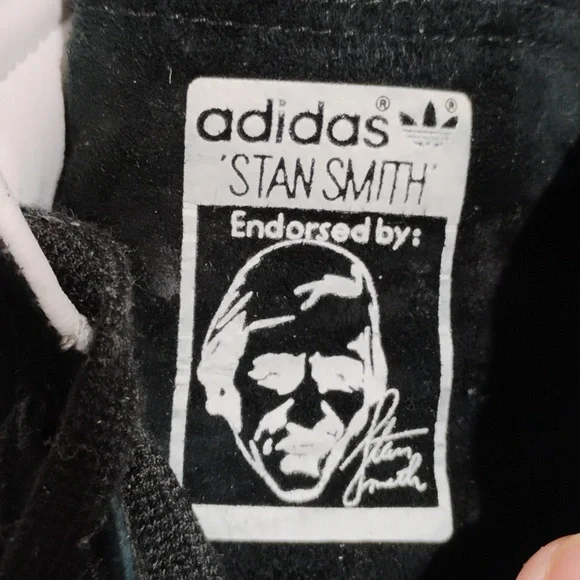 adidas® ®
'STAN SMITH'
Endorsed by:
Stan
Smith